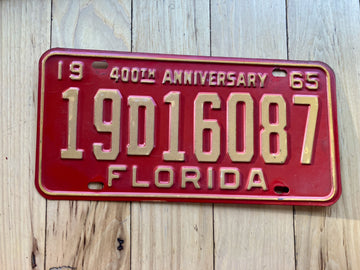 19 400TH ANNIVERSARY 65
19D16087
FLORIDA